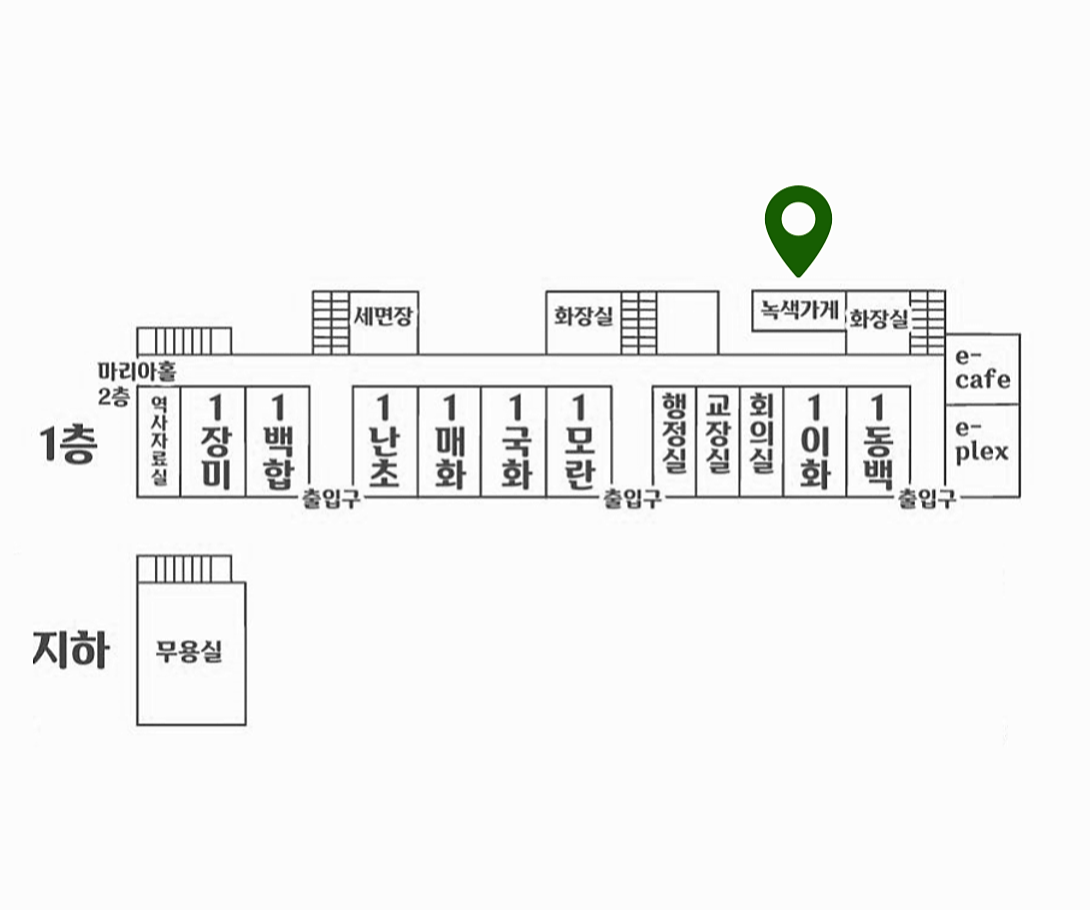 녹색가게
세면장
화장실
화장실
마리아홀
2층
e-
cafe
1층
역사자료실
1장미
1백합
1난초
1매화
1국화
1모란
행정실
교장실
회의실
1이화
1동백
e-
plex
출입구
출입구
출입구
지하
무용실